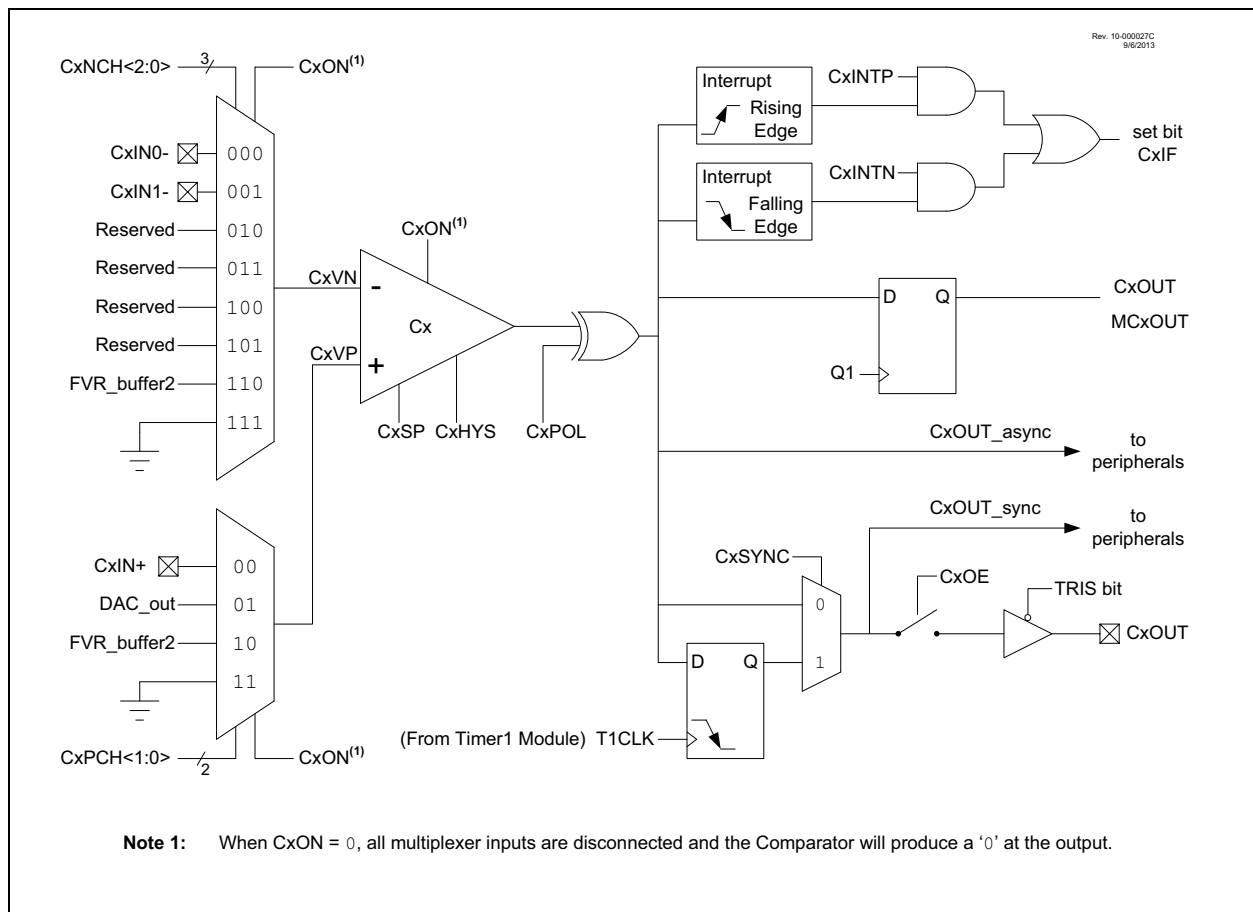 Rev. 10-000027C
9/6/2013
CxNCH<2:0>
3
CxON(1)
CxIN0-
000
CxIN1-
001
Reserved
010
Reserved
011
Reserved
100
Reserved
101
FVR_buffer2
110
111
CxVN
CxVP
CxON(1)
-
Cx
+
CxSP
CxHYS
CxPOL
CxIN+
00
DAC_out
01
FVR_buffer2
10
11
CxPCH<1:0>
2
CxON(1)
Interrupt
Rising
Edge
CxINTP
Interrupt
Falling
Edge
CxINTN
set bit
CxIF
D
Q
Q1
CxOUT
MCxOUT
CxOUT_async
to
peripherals
CxOUT_sync
to
peripherals
CxSYNC
0
1
CxOE
TRIS bit
CxOUT
D
Q
(From Timer1 Module) T1CLK
Note 1: When CxON = 0, all multiplexer inputs are disconnected and the Comparator will produce a ‘0’ at the output.